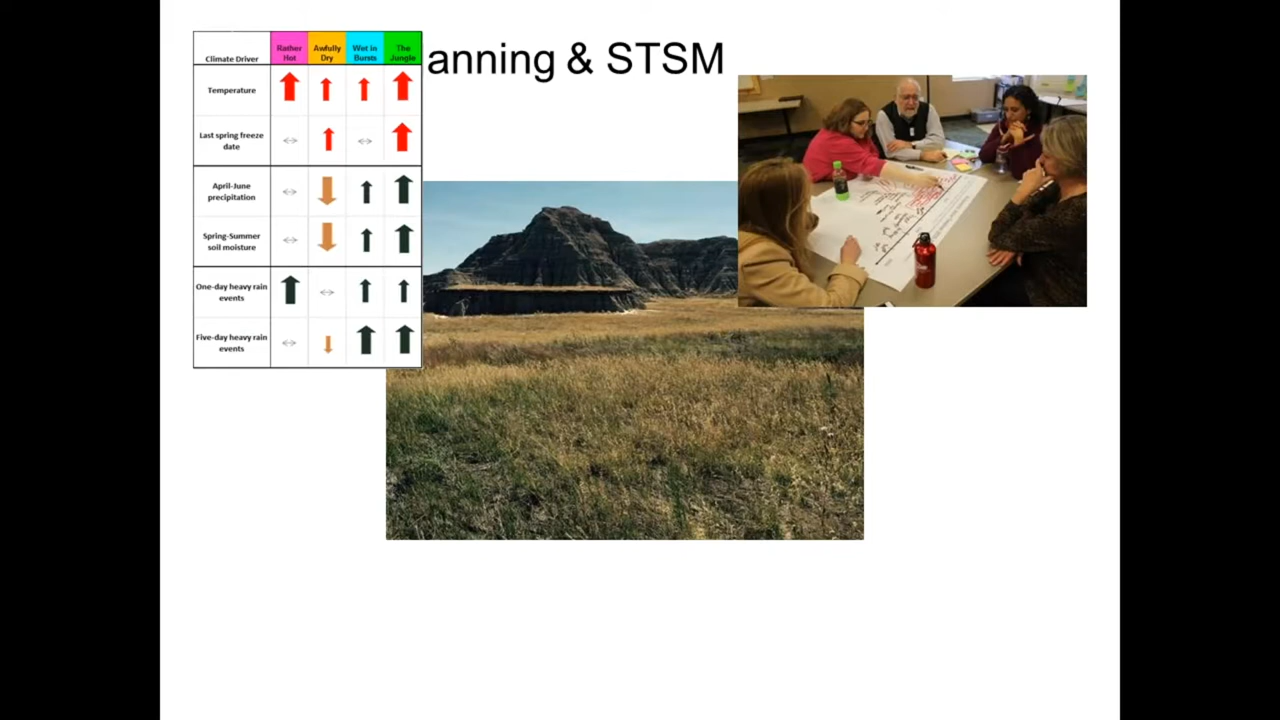 anning & STSM
Climate Driver
Rather
Hot
Awfully
Dry
Wet in
Bursts
The
Jungle
Temperature
Last spring freeze
date
April-June
precipitation
Spring-Summer
soil moisture
One-day heavy rain
events
Five-day heavy rain
events